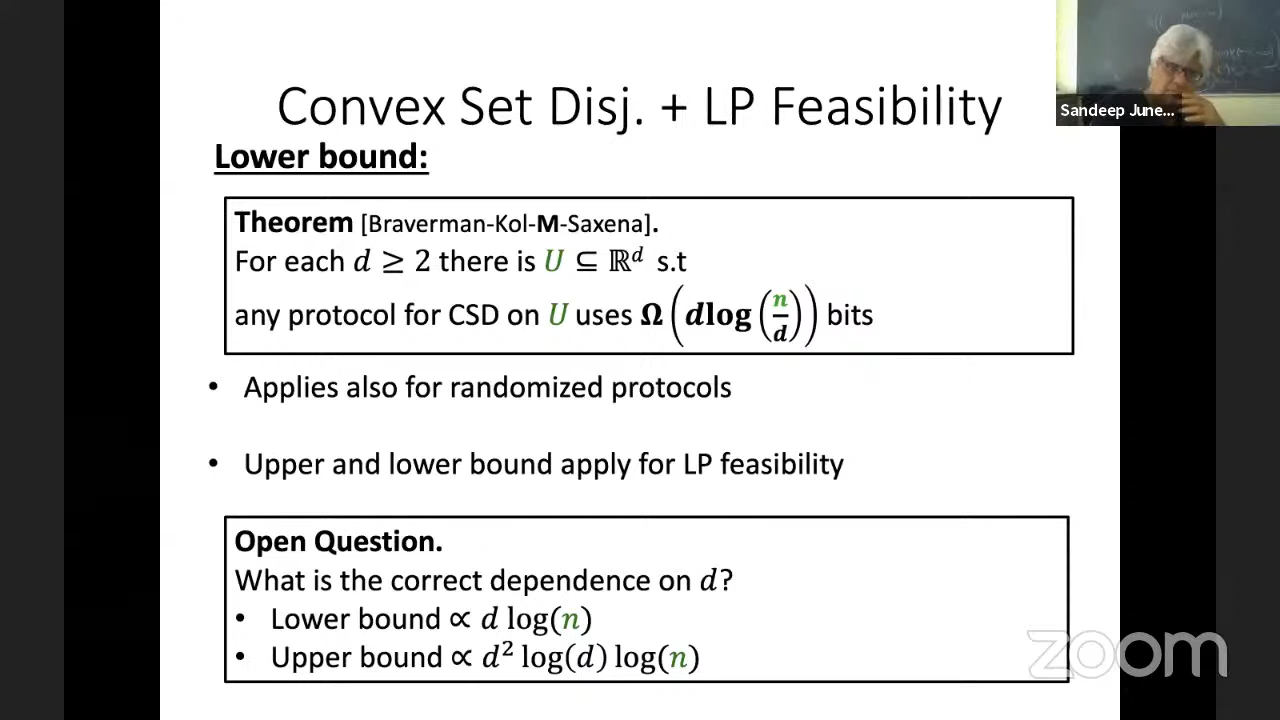 Convex Set Disj. + LP Feasibility
Sandeep June...
Lower bound:
Theorem [Braverman-Kol-M-Saxena].
For each d ≥ 2 there is U ⊆ ℝᵈ s.t
any protocol for CSD on U uses Ω(dlog(n/d)) bits
• Applies also for randomized protocols
• Upper and lower bound apply for LP feasibility
Open Question.
What is the correct dependence on d?
• Lower bound ∝ d log(n)
• Upper bound ∝ d² log(d) log(n)
zoom